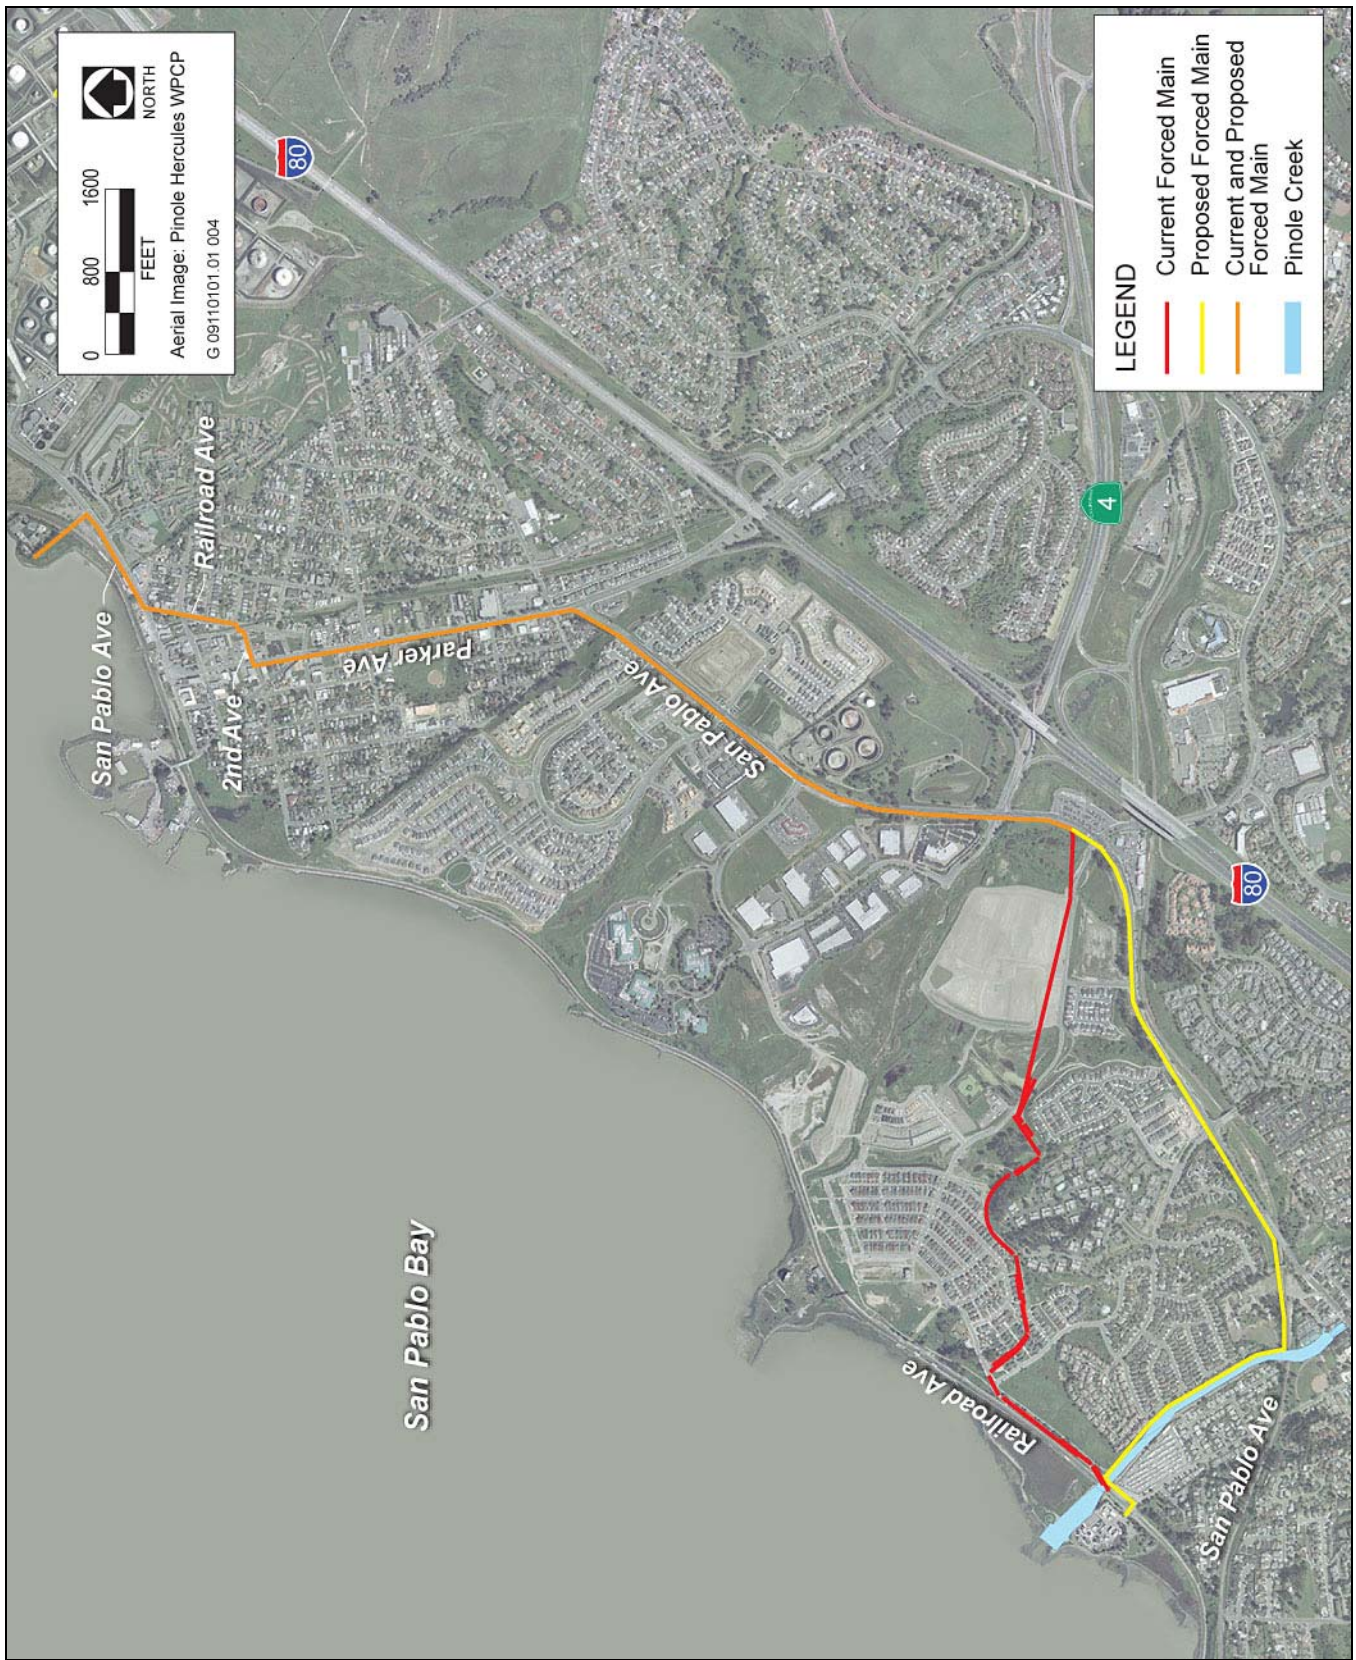 0 800 1600
FEET
NORTH
Aerial Image: Pinole Hercules WPCP
G 09110101.01 004
80
San Pablo Ave
Railroad Ave
2nd Ave
Parker Ave
San Pablo Ave
4
80
San Pablo Bay
Railroad Ave
San Pablo Ave
LEGEND
Current Forced Main
Proposed Forced Main
Current and Proposed
Forced Main
Pinole Creek